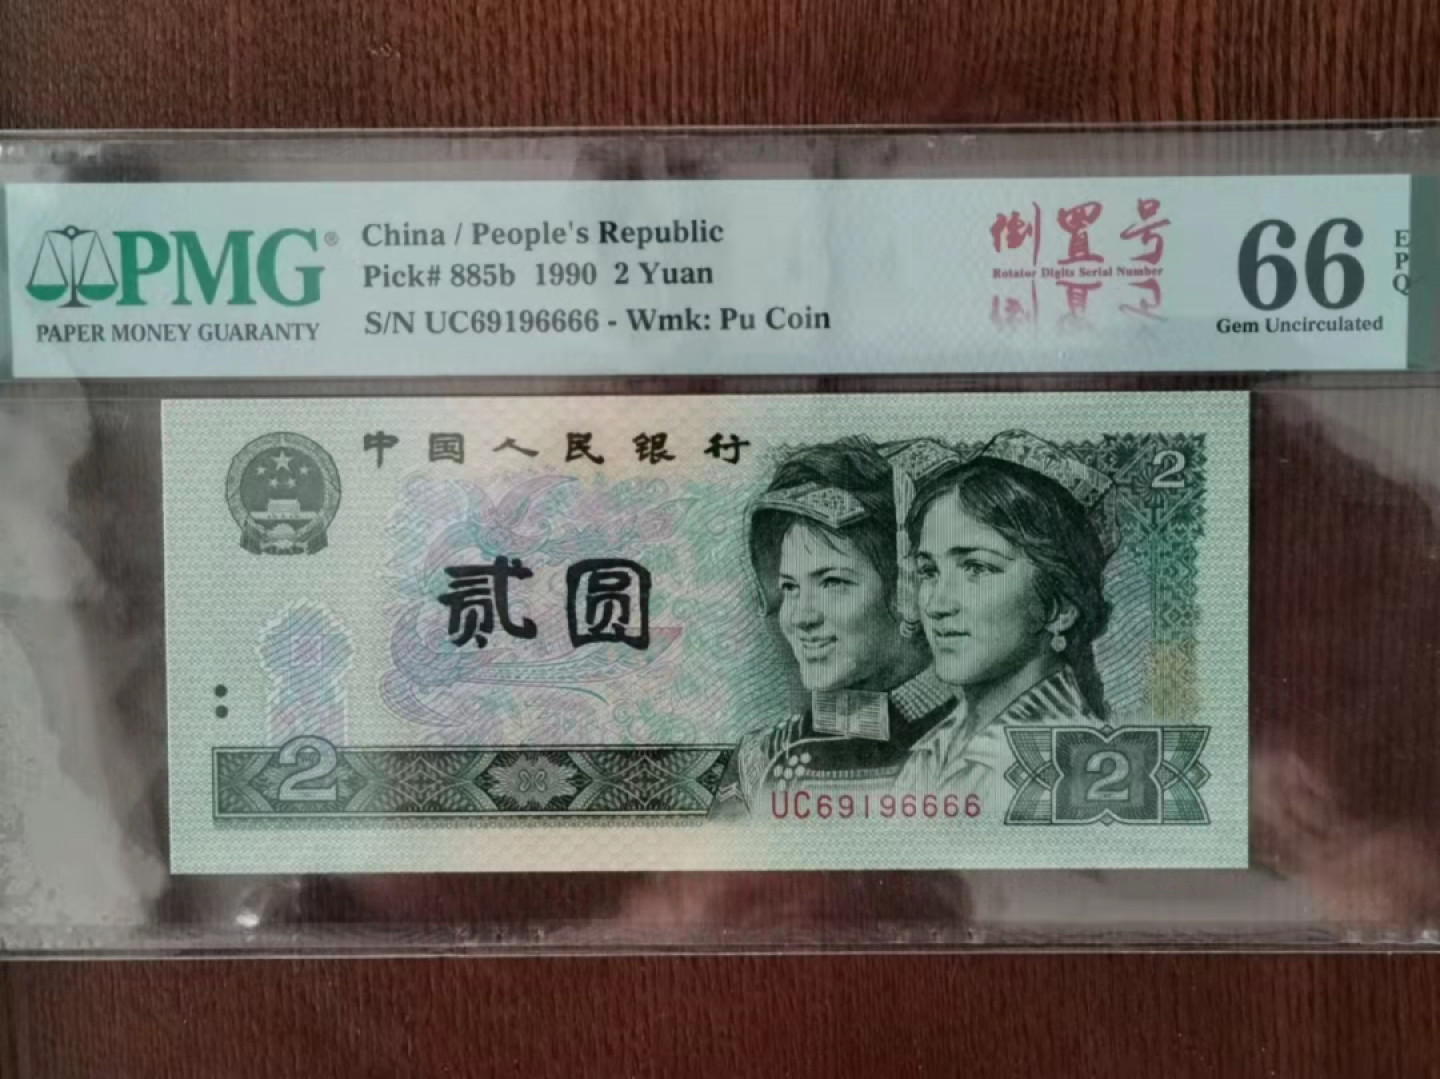 PMG®
PAPER MONEY GUARANTY
China / People's Republic
Pick# 885b 1990 2 Yuan
S/N UC69196666 - Wmk: Pu Coin
倒置号
Rotator Digits Serial Number
66
EPQ
Gem Uncirculated
中国人民银行
2
贰圆
2
2
UC69196666